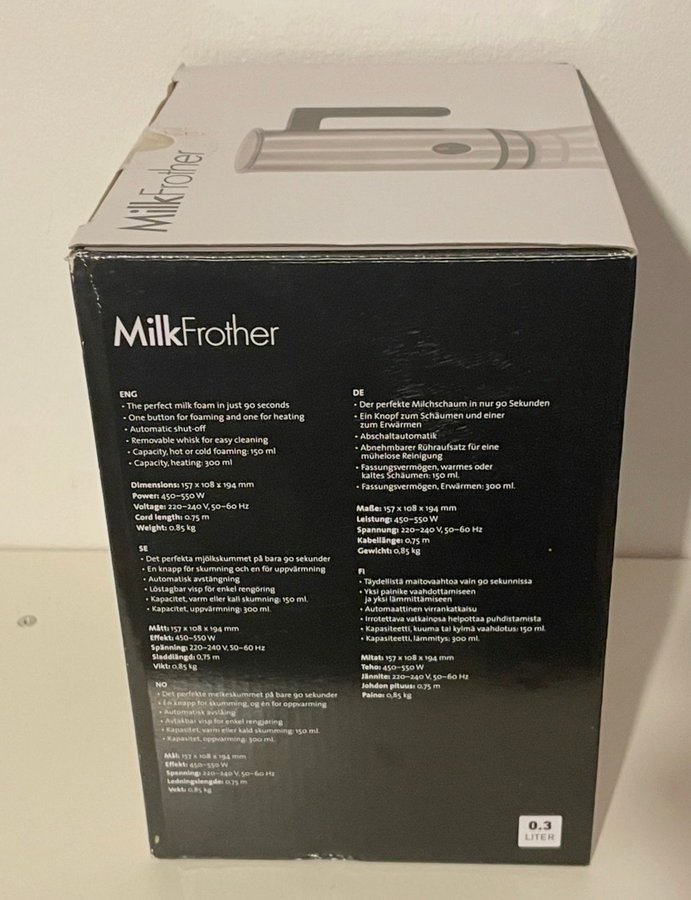 MilkFrother
MilkFrother
ENG
• The perfect milk foam in just 90 seconds
• One button for foaming and one for heating
• Automatic shut-off
• Removable whisk for easy cleaning
• Capacity, hot or cold foaming: 150 ml
• Capacity, heating: 300 ml
Dimensions: 157 x 108 x 194 mm
Power: 450–550 W
Voltage: 220–240 V, 50–60 Hz
Cord length: 0.75 m
Weight: 0.85 kg
SE
• Det perfekta mjölkskummet på bara 90 sekunder
• En knapp för skumning och en för uppvärmning
• Automatisk avstängning
• Löstagbar visp för enkel rengöring
• Kapacitet, varm eller kall skumning: 150 ml.
• Kapacitet, uppvärmning: 300 ml.
Mått: 157 x 108 x 194 mm
Effekt: 450–550 W
Spänning: 220–240 V, 50–60 Hz
Sladdlängd: 0,75 m
Vikt: 0,85 kg
NO
• Det perfekte melkeskummet på bare 90 sekunder
• Én knapp for skumming, og én for oppvarming
• Automatisk avslåing
• Avtakbar visp for enkel rengjøring
• Kapasitet, varm eller kald skumming: 150 ml.
• Kapasitet, oppvarming: 300 ml.
Mål: 157 x 108 x 194 mm
Effekt: 450–550 W
Spenning: 220–240 V, 50–60 Hz
Ledningslengde: 0,75 m
Vekt: 0,85 kg
DE
• Der perfekte Milchschaum in nur 90 Sekunden
• Ein Knopf zum Schäumen und einer
zum Erwärmen
• Abschaltautomatik
• Abnehmbarer Rühraufsatz für eine
mühelose Reinigung
• Fassungsvermögen, warmes oder
kaltes Schäumen: 150 ml.
• Fassungsvermögen, Erwärmen: 300 ml.
Maße: 157 x 108 x 194 mm
Leistung: 450–550 W
Spannung: 220–240 V, 50–60 Hz
Kabellänge: 0,75 m
Gewicht: 0,85 kg
FI
• Täydellistä maitovaahtoa vain 90 sekunnissa
• Yksi painike vaahdottamiseen
ja yksi lämmittämiseen
• Automaattinen virrankatkaisu
• Irrotettava vatkainosa helpottaa puhdistamista
• Kapasiteetti, kuuma tai kylmä vaahdotus: 150 ml.
• Kapasiteetti, lämmitys: 300 ml.
Mitat: 157 x 108 x 194 mm
Teho: 450–550 W
Jännite: 220–240 V, 50–60 Hz
Johdon pituus: 0,75 m
Paino: 0,85 kg
0.3
LITER